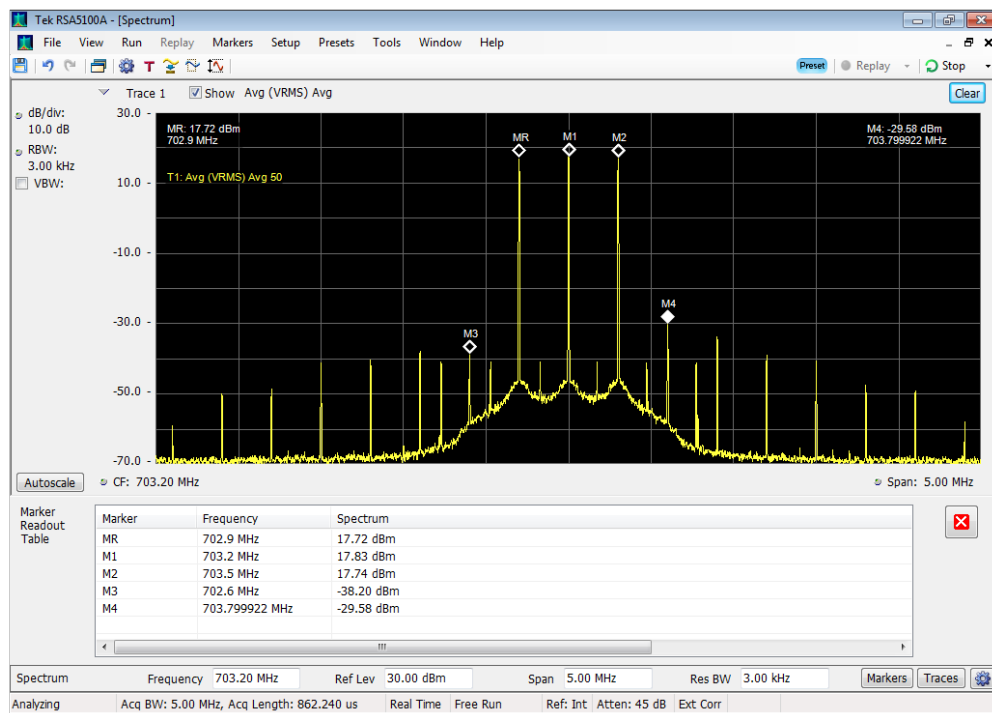 Tek RSA5100A - [Spectrum]
File View Run Replay Markers Setup Presets Tools Window Help
T Preset Replay Stop
Trace 1 Show Avg (VRMS) Avg Clear
dB/div:
10.0 dB
RBW:
3.00 kHz
VBW:
30.0 -
10.0 -
-10.0 -
-30.0 -
-50.0 -
-70.0 -
MR: 17.72 dBm
702.9 MHz
M4: -29.58 dBm
703.799922 MHz
T1: Avg (VRMS) Avg 50
MR M1 M2
M4
M3
Autoscale CF: 703.20 MHz Span: 5.00 MHz
Marker
Readout
Table
Marker Frequency Spectrum
MR 702.9 MHz 17.72 dBm
M1 703.2 MHz 17.83 dBm
M2 703.5 MHz 17.74 dBm
M3 702.6 MHz -38.20 dBm
M4 703.799922 MHz -29.58 dBm
Spectrum Frequency 703.20 MHz Ref Lev 30.00 dBm Span 5.00 MHz Res BW 3.00 kHz Markers Traces
Analyzing Acq BW: 5.00 MHz, Acq Length: 862.240 us Real Time Free Run Ref: Int Atten: 45 dB Ext Corr